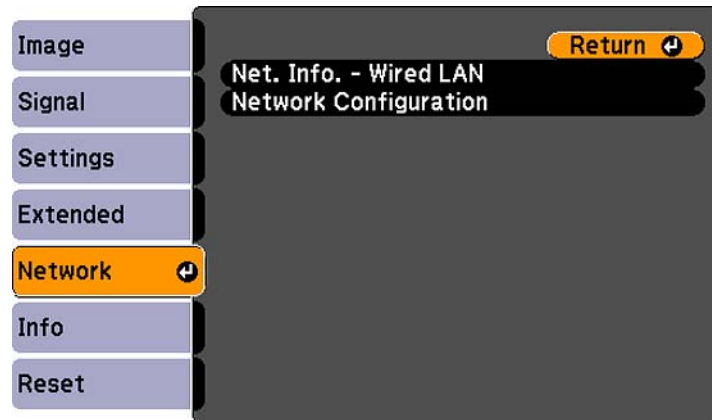 Image
Signal
Settings
Extended
Network
Info
Reset
Return
Net. Info. - Wired LAN
Network Configuration